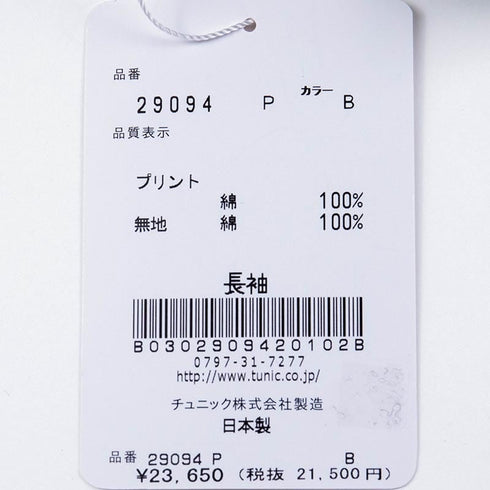 品番
カラー
29094 P B
品質表示
プリント
綿 100%
無地 綿 100%
長袖
B0302909420102B
0797-31-7277
http://www.tunic.co.jp/
チュニック株式会社製造
日本製
品番 29094 P B
¥23,650 (税抜 21,500円)